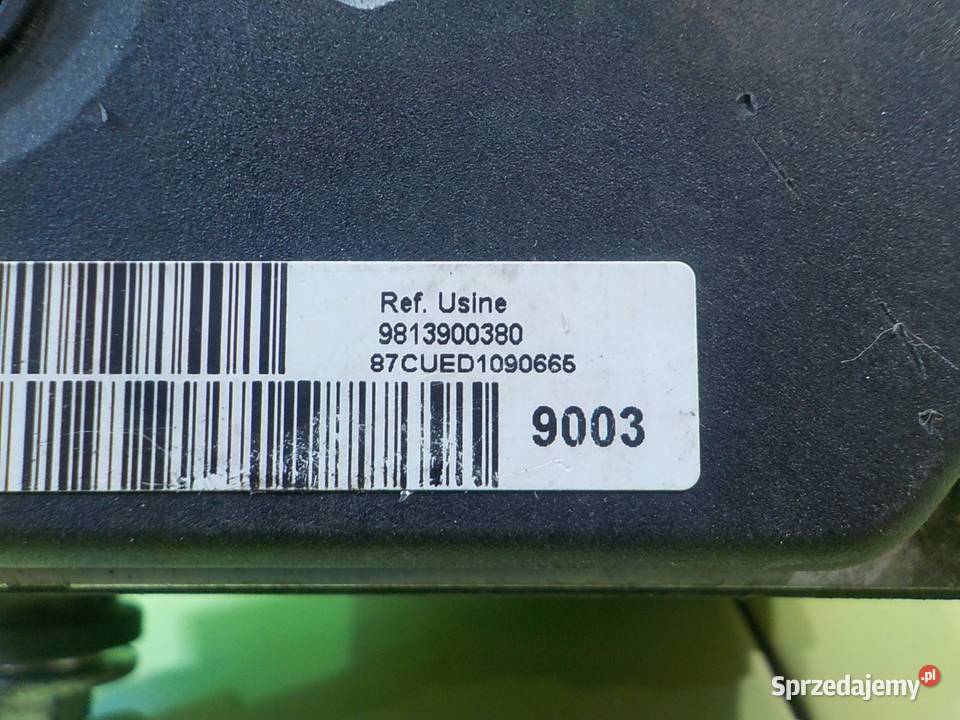 Ref. Usine
9813900380
87CUED1090665
9003
Sprzedajemy.pl